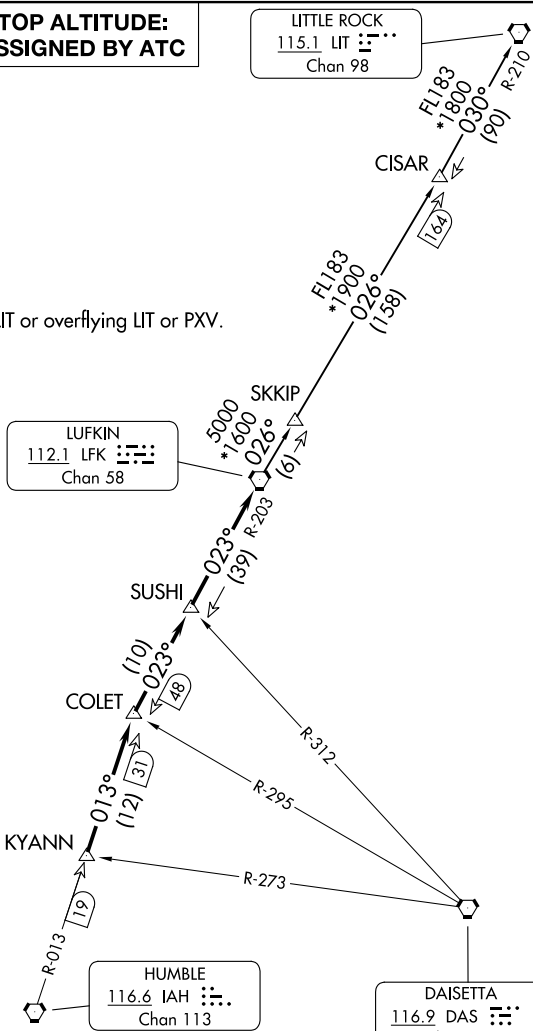 TOP ALTITUDE:
SSIGNED BY ATC
LITTLE ROCK
115.1 LIT
Chan 98
R-210
FL183
*1800
030°
(90)
CISAR
164
FL183
*1900
026°
(158)
LIT or overflying LIT or PXV.
SKKIP
5000
*1600
026°
(6)
LUFKIN
112.1 LFK
Chan 58
R-203
023°
(39)
SUSHI
(10)
023°
48
COLET
R-312
31
013°
(12)
R-295
KYANN
R-273
19
R-013
HUMBLE
116.6 IAH
Chan 113
DAISETTA
116.9 DAS